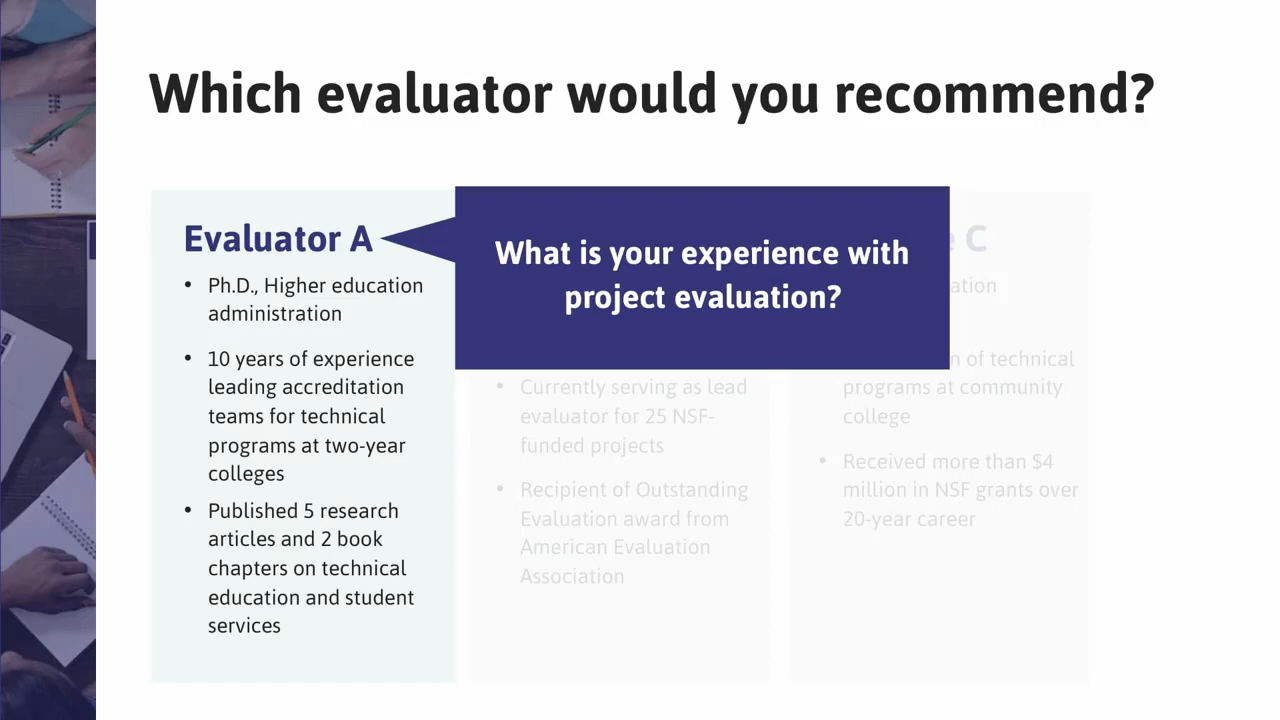 Which evaluator would you recommend?
Evaluator A
• Ph.D., Higher education
administration
• 10 years of experience
leading accreditation
teams for technical
programs at two-year
colleges
• Published 5 research
articles and 2 book
chapters on technical
education and student
services
What is your experience with
project evaluation?
• Currently serving as lead
evaluator for 25 NSF-
funded projects
• Recipient of Outstanding
Evaluation award from
American Evaluation
Association
C
of technical
programs at community
college
• Received more than $4
million in NSF grants over
20-year career